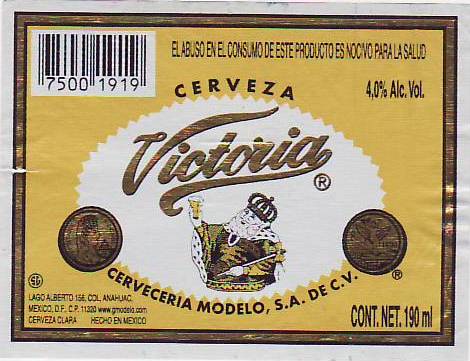 EL ABUSO EN EL CONSUMO DE ESTE PRODUCTO ES NOCIVO PARA LA SALUD
7500 1919
4,0% Alc. Vol.
CERVEZA
Victoria
®
CERVECERIA MODELO, S.A. DE C.V.
®
LAGO ALBERTO 156, COL. ANAHUAC.
MEXICO, D.F. C.P. 11320 www.gmodelo.com
CERVEZA CLARA HECHO EN MEXICO
CONT. NET. 190 ml